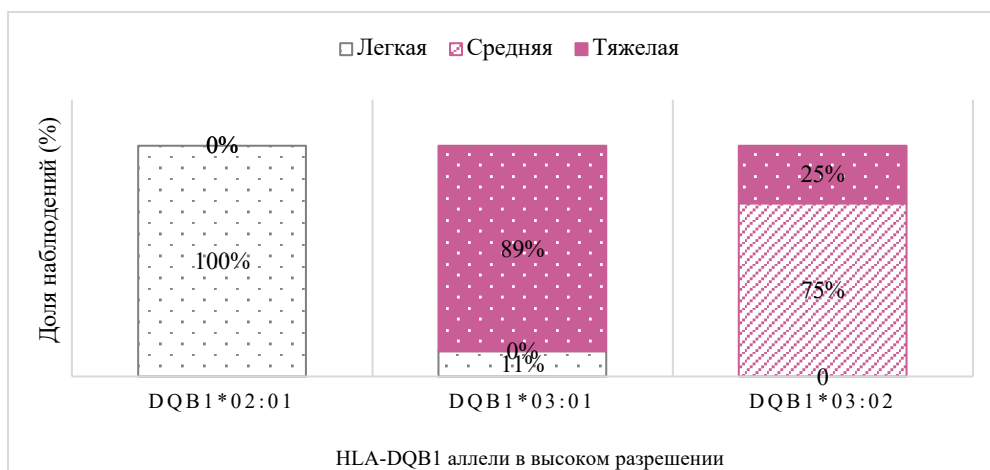 Легкая Средняя Тяжелая
Доля наблюдений (%)
0%
100%
89%
0%
11%
25%
75%
0
DQB1*02:01 DQB1*03:01 DQB1*03:02
HLA-DQB1 аллели в высоком разрешении